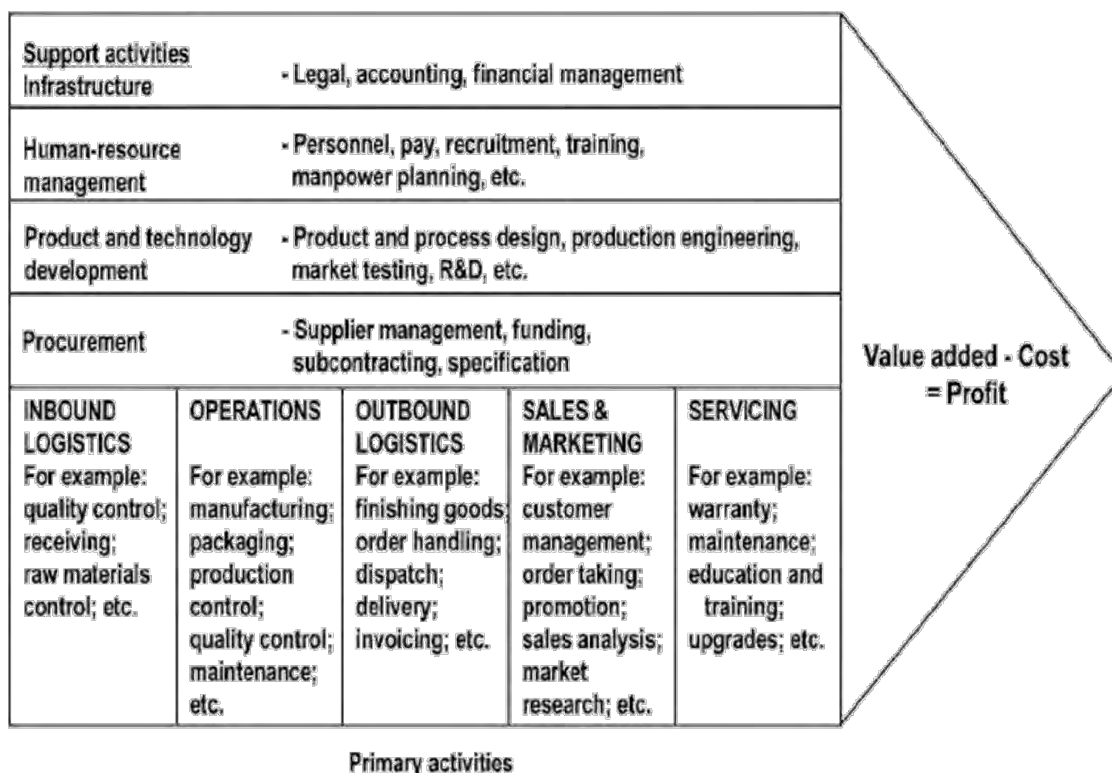 Support activities
Infrastructure
- Legal, accounting, financial management
Human-resource
management
- Personnel, pay, recruitment, training,
manpower planning, etc.
Product and technology
development
- Product and process design, production engineering,
market testing, R&D, etc.
Procurement
- Supplier management, funding,
subcontracting, specification
Value added - Cost
= Profit
INBOUND
LOGISTICS
For example:
quality control;
receiving;
raw materials
control; etc.
OPERATIONS
For example:
manufacturing;
packaging;
production
control;
quality control;
maintenance;
etc.
OUTBOUND
LOGISTICS
For example:
finishing goods;
order handling;
dispatch;
delivery;
invoicing; etc.
SALES &
MARKETING
For example:
customer
management;
order taking;
promotion;
sales analysis;
market
research; etc.
SERVICING
For example:
warranty;
maintenance;
education and
training;
upgrades; etc.
Primary activities